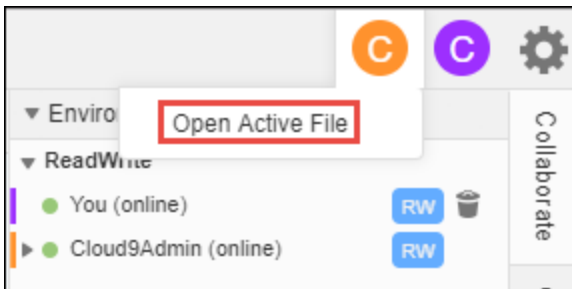 C C
Enviro
Open Active File
ReadWrite
You (online) RW
Cloud9Admin (online) RW
Collaborate